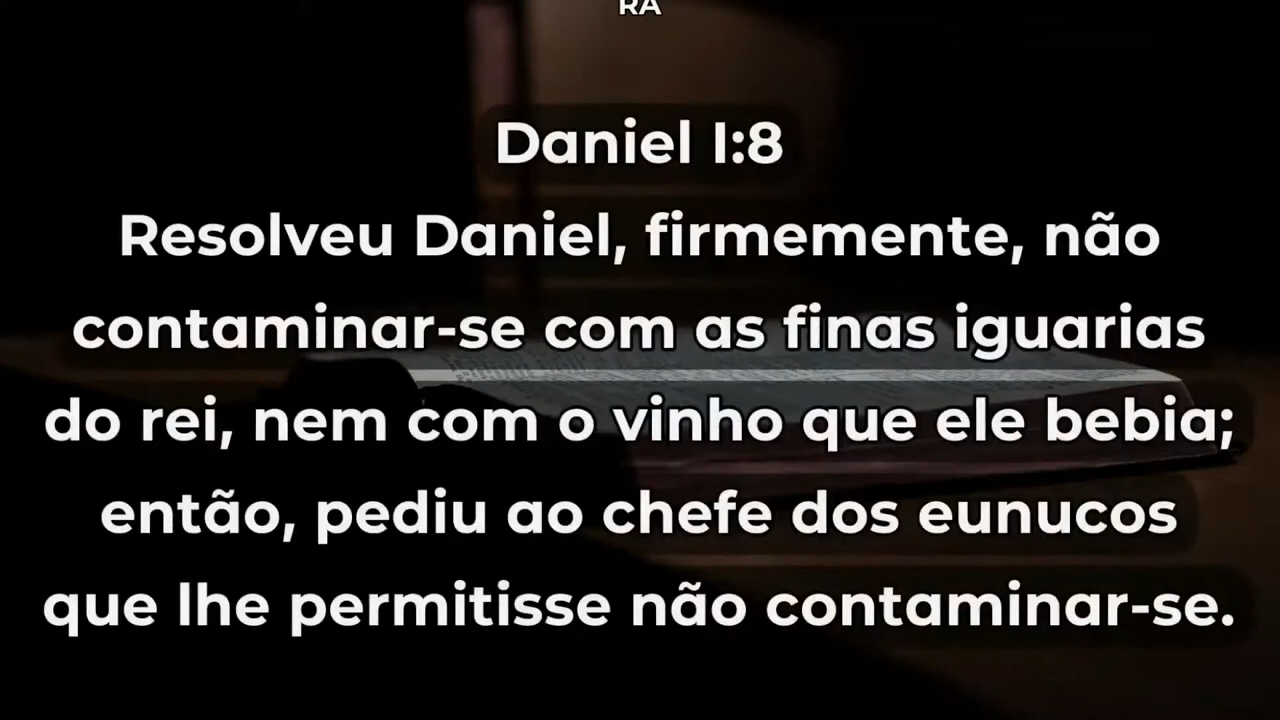 RA
Daniel I:8
Resolveu Daniel, firmemente, não
contaminar-se com as finas iguarias
do rei, nem com o vinho que ele bebia;
então, pediu ao chefe dos eunucos
que lhe permitisse não contaminar-se.